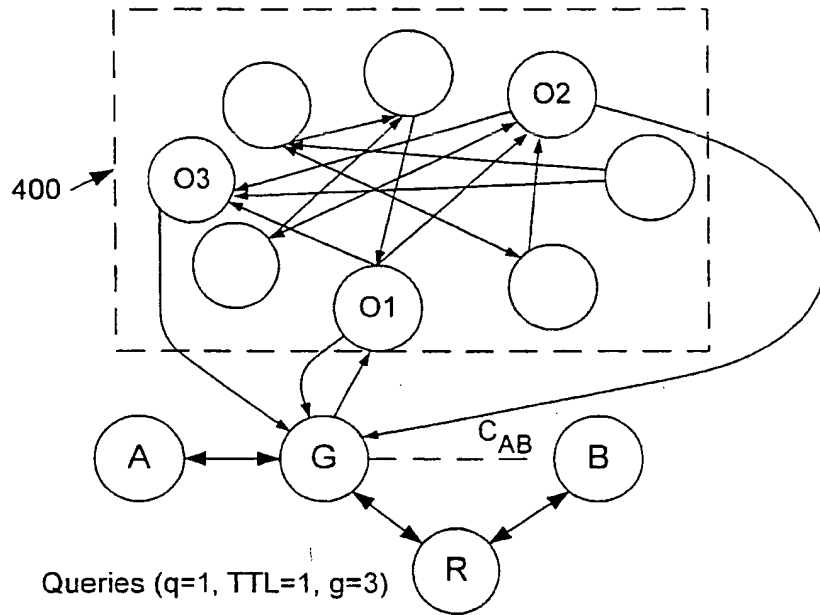 O2
400
O3
O1
C_AB
A
G
B
R
Queries (q=1, TTL=1, g=3)